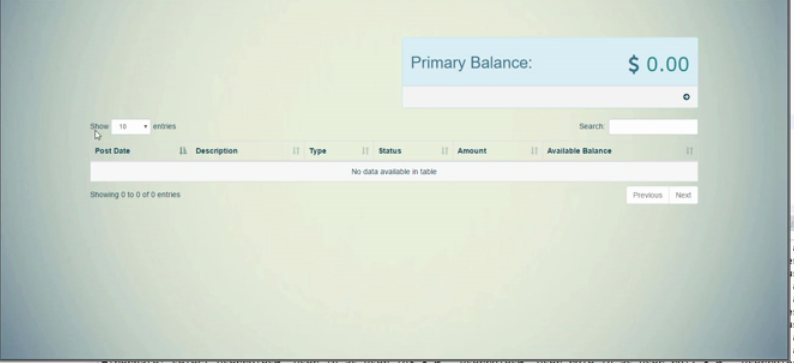 Primary Balance: $ 0.00
Show 10 entries Search:
Post Date Description Type Status Amount Available Balance
No data available in table
Showing 0 to 0 of 0 entries Previous Next